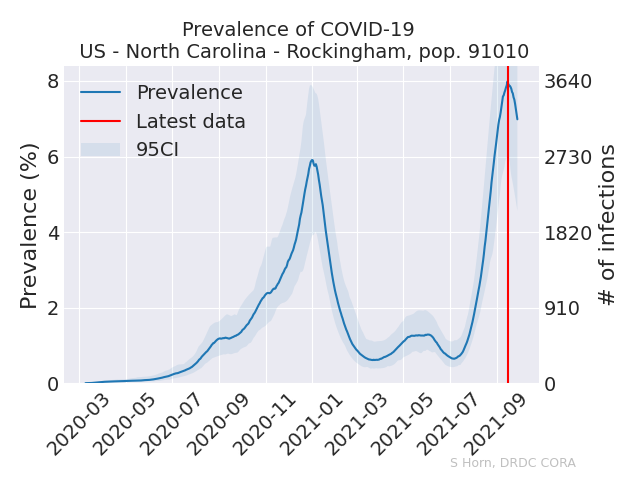 Prevalence of COVID-19
US - North Carolina - Rockingham, pop. 91010
Prevalence
Latest data
95CI
Prevalence (%)
8
6
4
2
0
# of infections
3640
2730
1820
910
0
2020-03
2020-05
2020-07
2020-09
2020-11
2021-01
2021-03
2021-05
2021-07
2021-09
S Horn, DRDC CORA